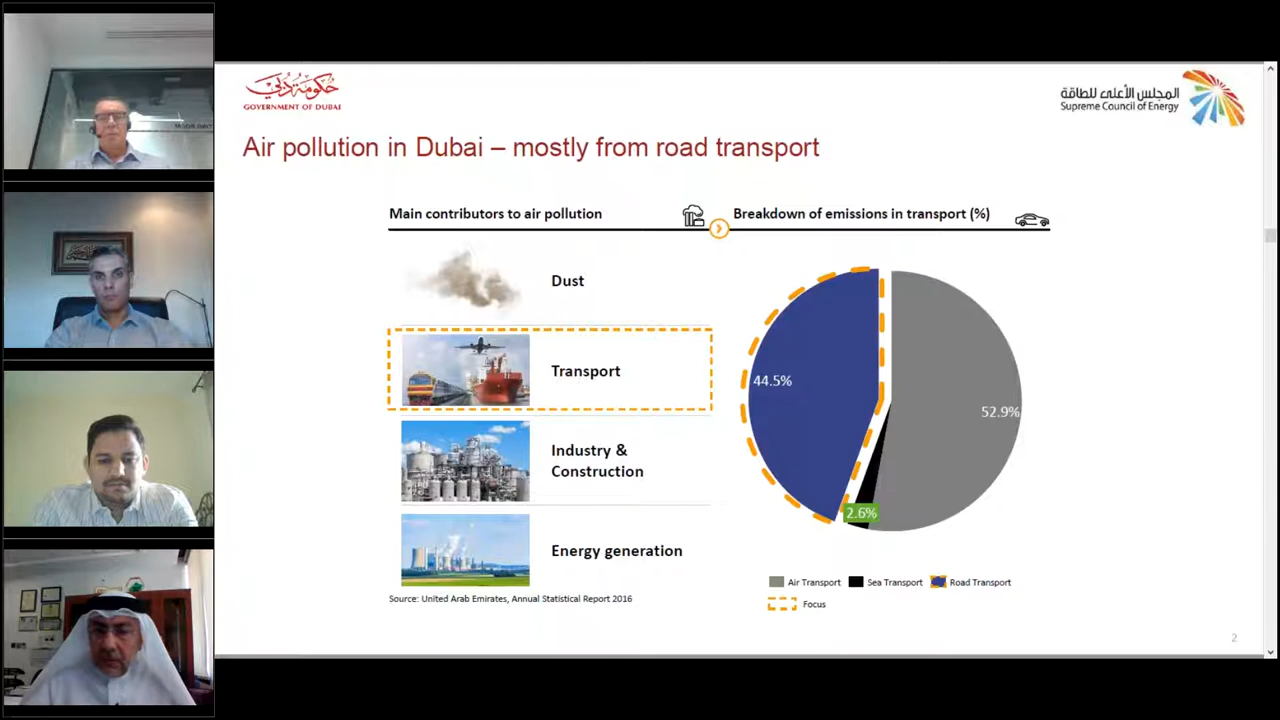 حكومة دبي
GOVERNMENT OF DUBAI
المجلس الأعلى للطاقة
Supreme Council of Energy
Air pollution in Dubai – mostly from road transport
Main contributors to air pollution
Breakdown of emissions in transport (%)
Dust
Transport
Industry &
Construction
Energy generation
Source: United Arab Emirates, Annual Statistical Report 2016
44.5%
52.9%
2.6%
Air Transport
Sea Transport
Road Transport
Focus
2